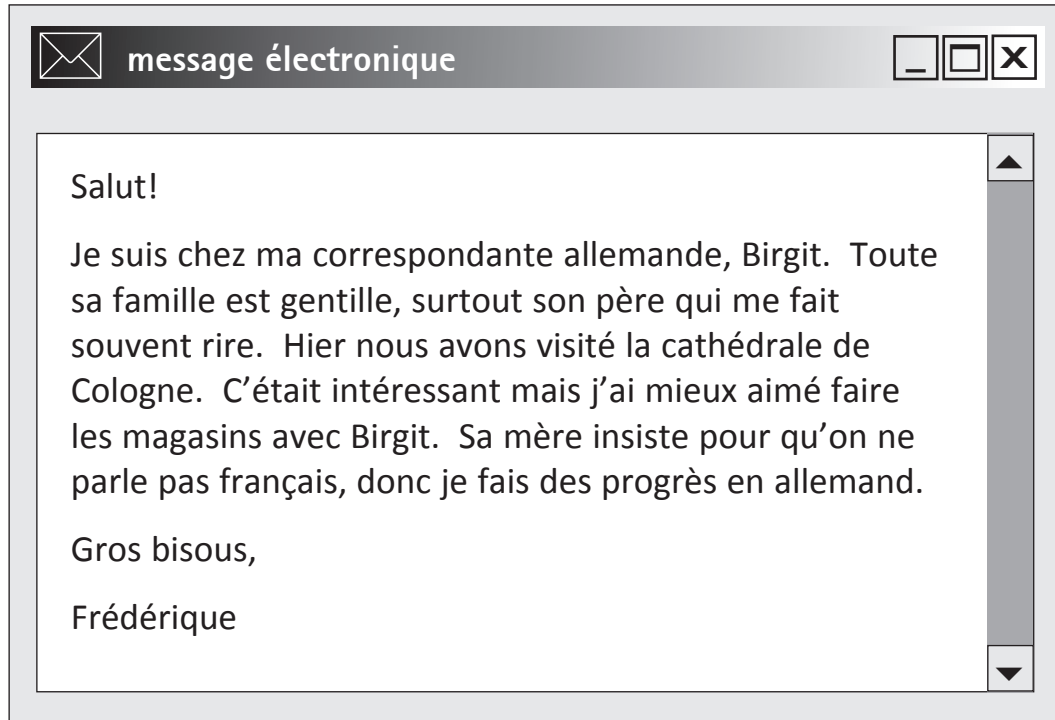 message électronique
Salut!
Je suis chez ma correspondante allemande, Birgit.  Toute
sa famille est gentille, surtout son père qui me fait
souvent rire.  Hier nous avons visité la cathédrale de
Cologne.  C’était intéressant mais j’ai mieux aimé faire
les magasins avec Birgit.  Sa mère insiste pour qu’on ne
parle pas français, donc je fais des progrès en allemand.
Gros bisous,
Frédérique